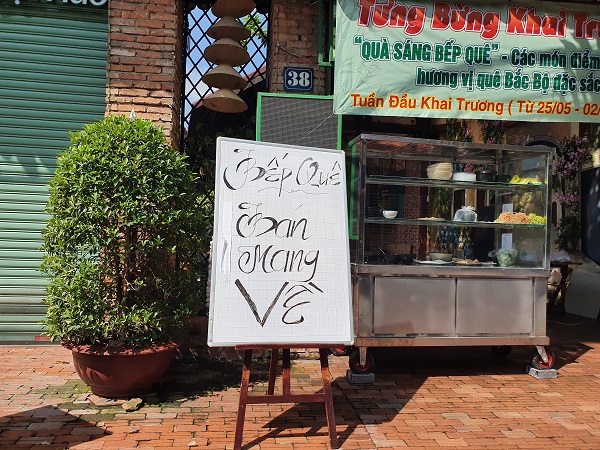 38
Tưng Bừng Khai Trư
"QUÀ SÁNG BẾP QUÊ" - Các món điểm
hương vị quê Bắc Bộ đặc sắc
Tuần Đầu Khai Trương ( Từ 25/05 - 02/
Bếp Quê
Bán
Mang
Về